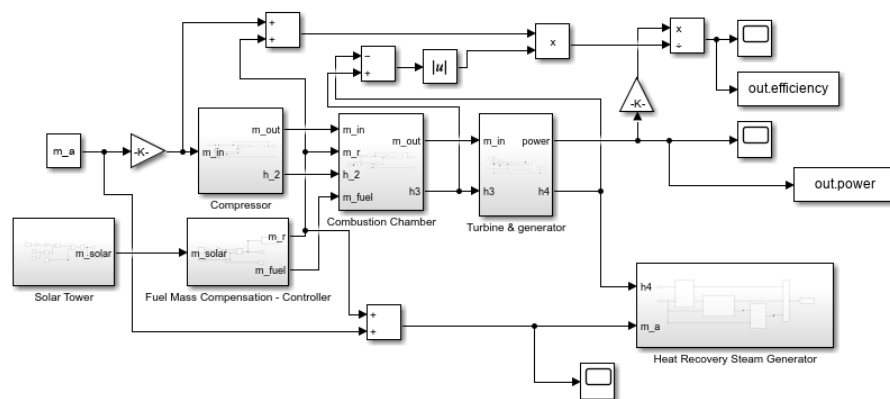 +
+
x
x
÷
−
+
|u|
out.efficiency
-K-
m_a
-K-
m_in
m_out
h_2
Compressor
m_in
m_r
h_2
m_fuel
m_out
h3
Combustion Chamber
m_in
h3
power
h4
Turbine & generator
out.power
m_solar
Solar Tower
m_solar
m_r
m_fuel
Fuel Mass Compensation - Controller
+
+
h4
m_a
Heat Recovery Steam Generator